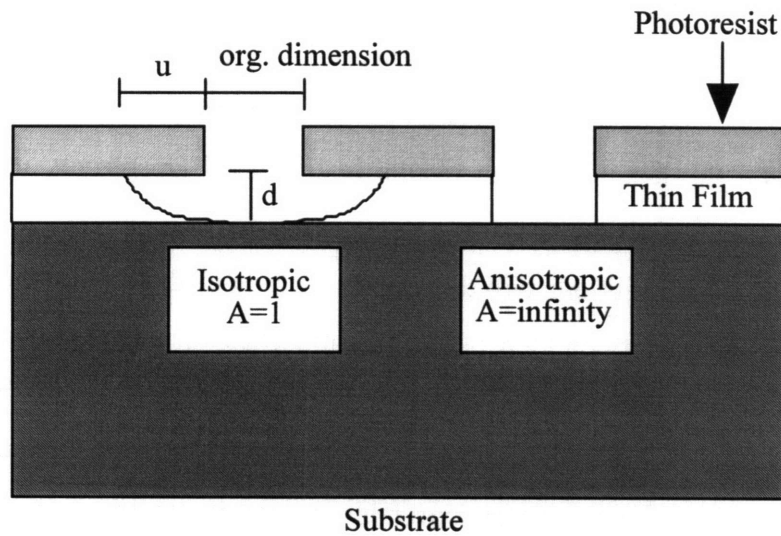 Photoresist
u
org. dimension
d
Thin Film
Isotropic
A=1
Anisotropic
A=infinity
Substrate